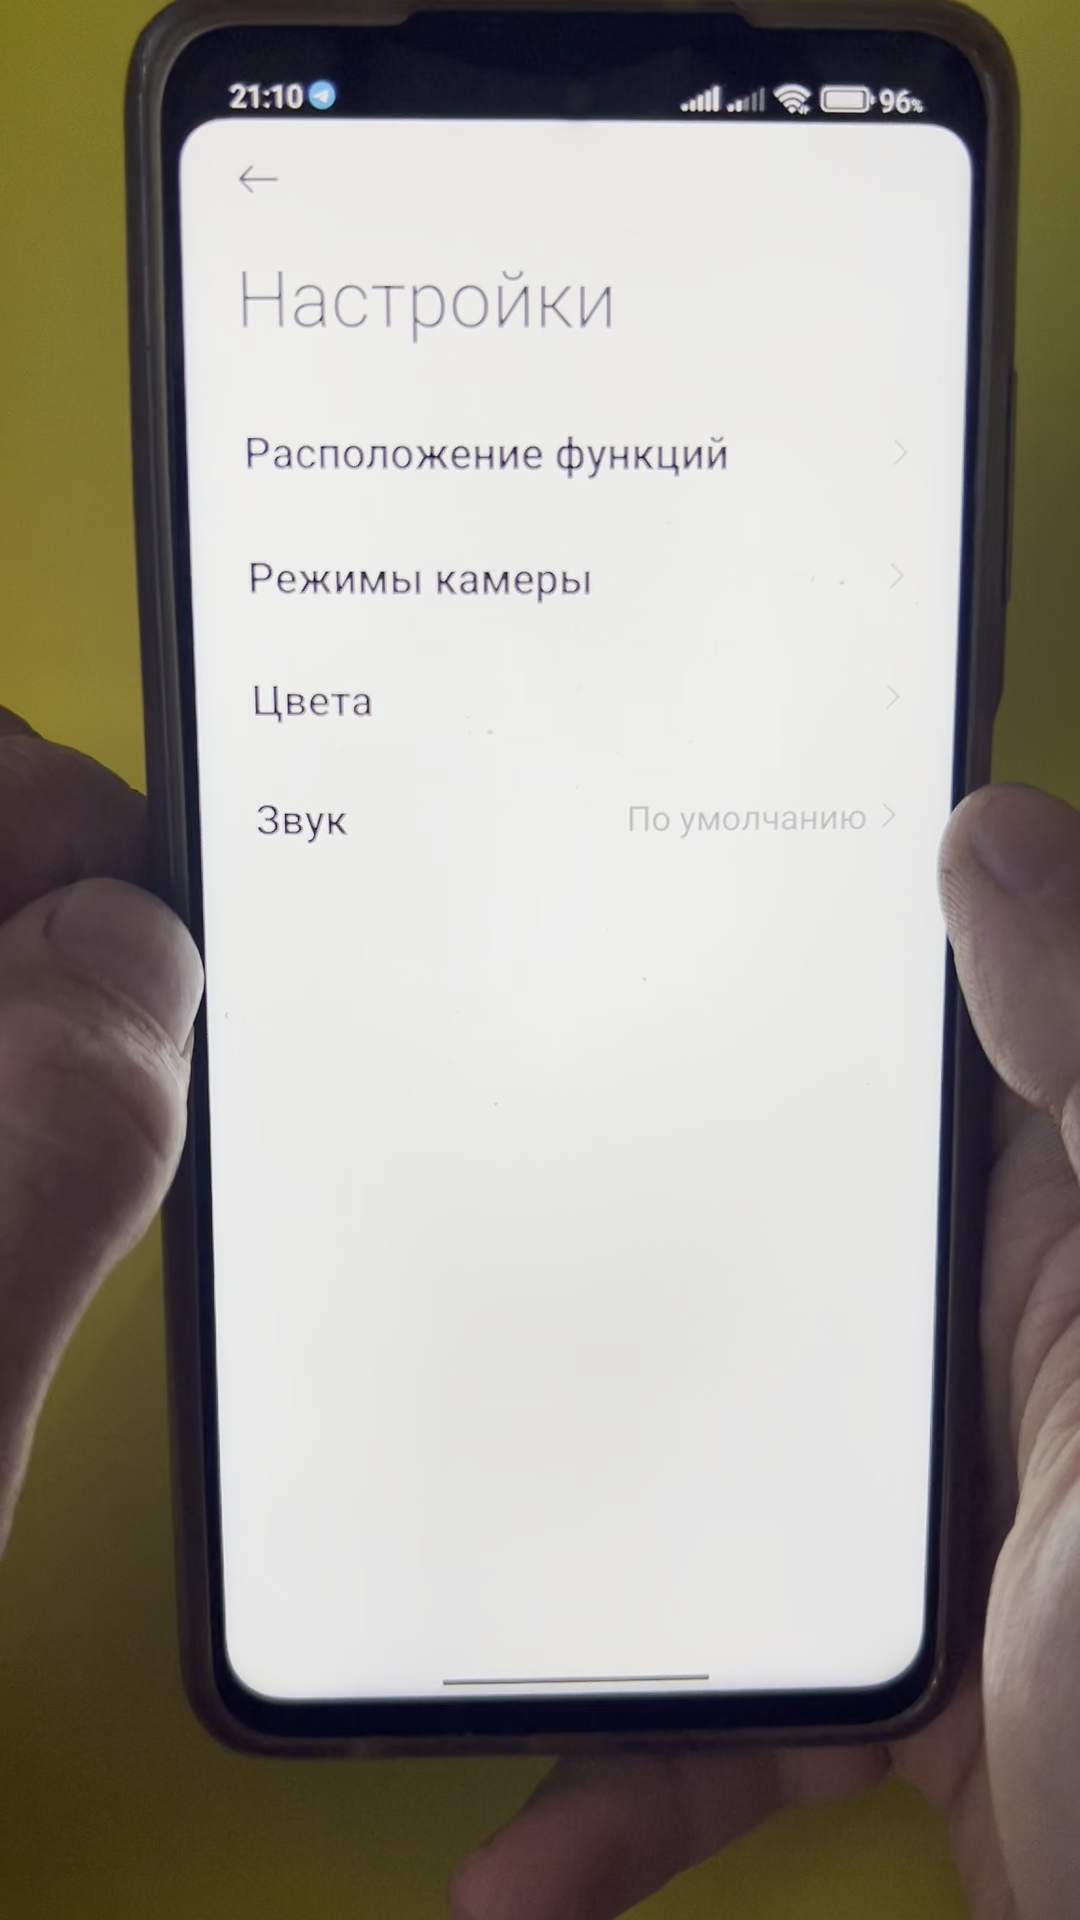 21:10 96%
Настройки
Расположение функций
Режимы камеры
Цвета
Звук По умолчанию